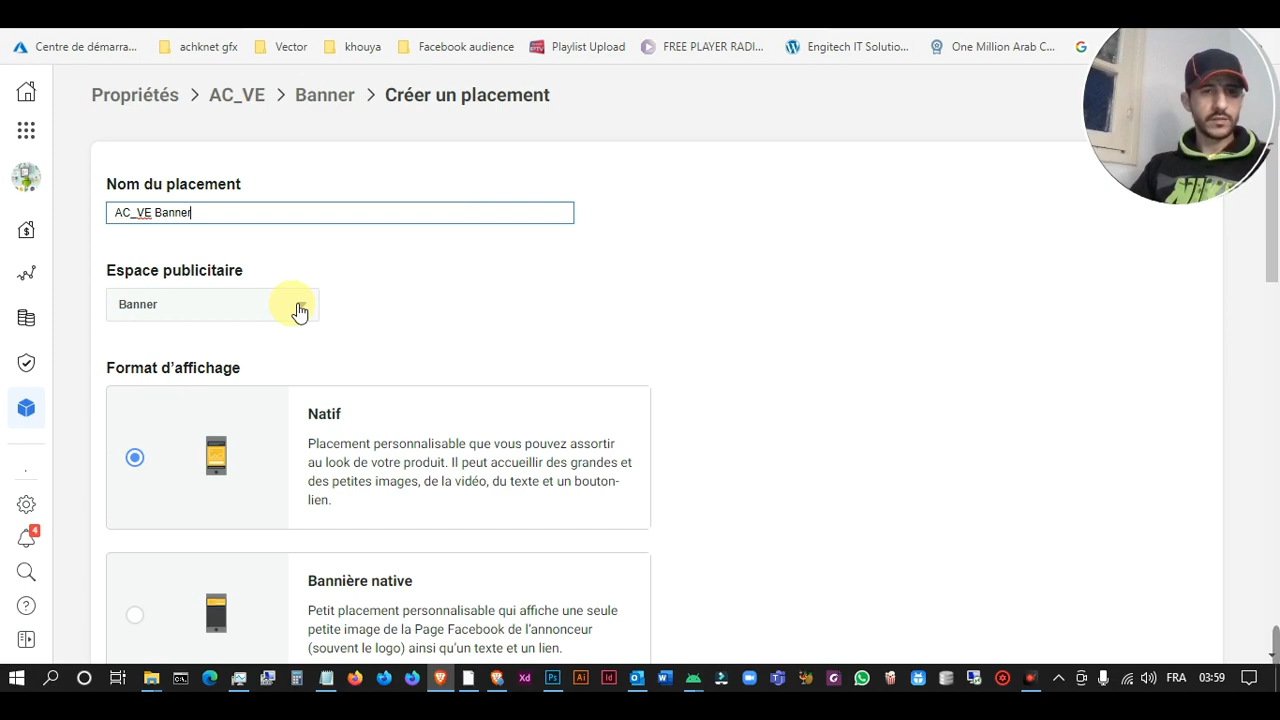 Centre de démarra...
achknet gfx
Vector
khouya
Facebook audience
Playlist Upload
FREE PLAYER RADI...
Engitech IT Solutio...
One Million Arab C...
Propriétés > AC_VE > Banner > Créer un placement
Nom du placement
AC_VE Banner
Espace publicitaire
Banner
Format d'affichage
Natif
Placement personnalisable que vous pouvez assortir
au look de votre produit. Il peut accueillir des grandes et
des petites images, de la vidéo, du texte et un bouton-
lien.
Bannière native
Petit placement personnalisable qui affiche une seule
petite image de la Page Facebook de l'annonceur
(souvent le logo) ainsi qu'un texte et un lien.
4
Xd
Ps
Ai
Id
FRA
03:59